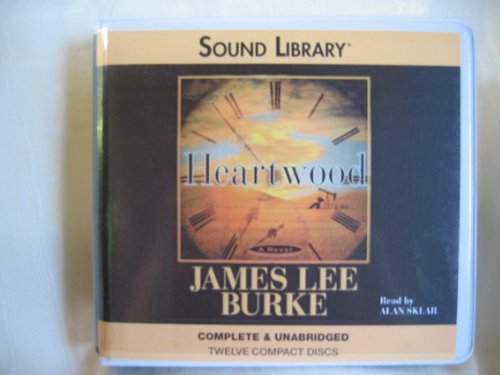 SOUND LIBRARY®
Heartwood
A Novel
JAMES LEE
BURKE
Read by
ALAN SKLAR
COMPLETE & UNABRIDGED
TWELVE COMPACT DISCS